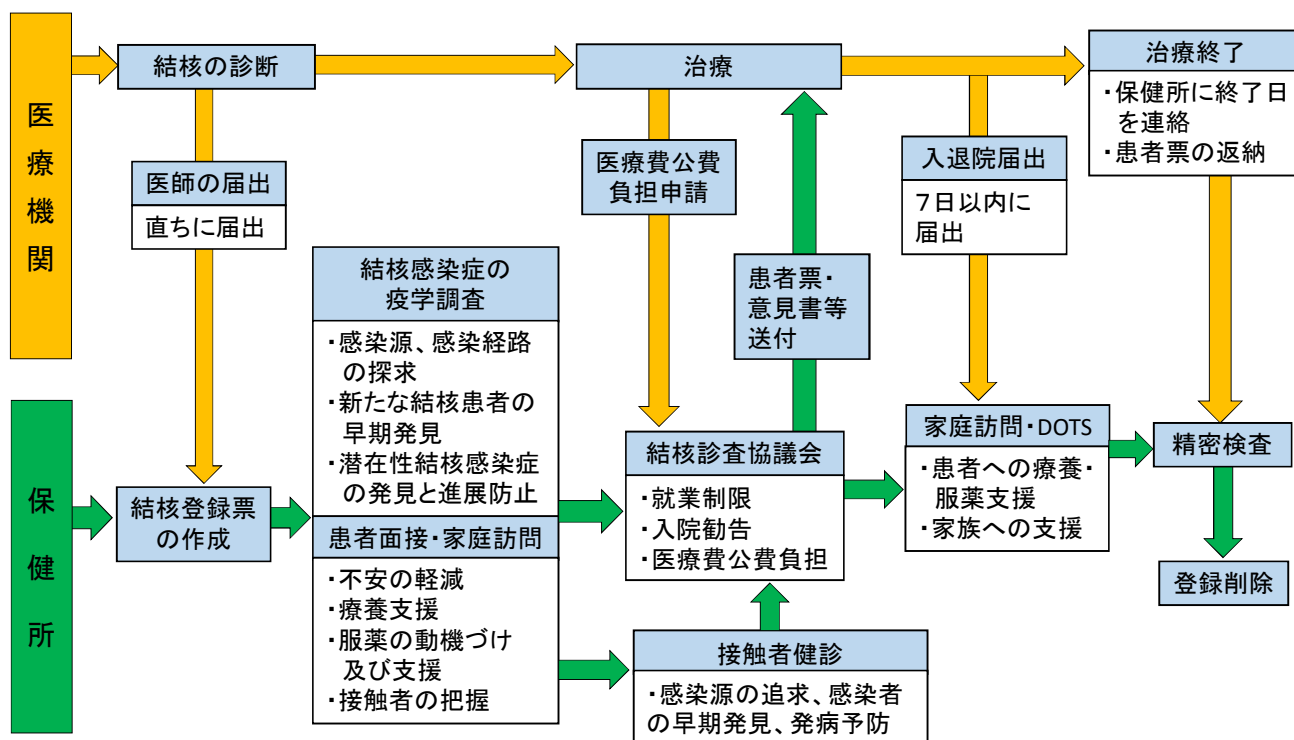 医療機関
結核の診断
治療
治療終了
・保健所に終了日
を連絡
・患者票の返納
医師の届出
直ちに届出
医療費公費
負担申請
入退院届出
7日以内に
届出
結核感染症の
疫学調査
・感染源、感染経路
の探求
・新たな結核患者の
早期発見
・潜在性結核感染症
の発見と進展防止
患者票・
意見書等
送付
保健所
結核登録票
の作成
患者面接・家庭訪問
・不安の軽減
・療養支援
・服薬の動機づけ
及び支援
・接触者の把握
結核診査協議会
・就業制限
・入院勧告
・医療費公費負担
家庭訪問・DOTS
・患者への療養・
服薬支援
・家族への支援
精密検査
登録削除
接触者健診
・感染源の追求、感染者
の早期発見、発病予防